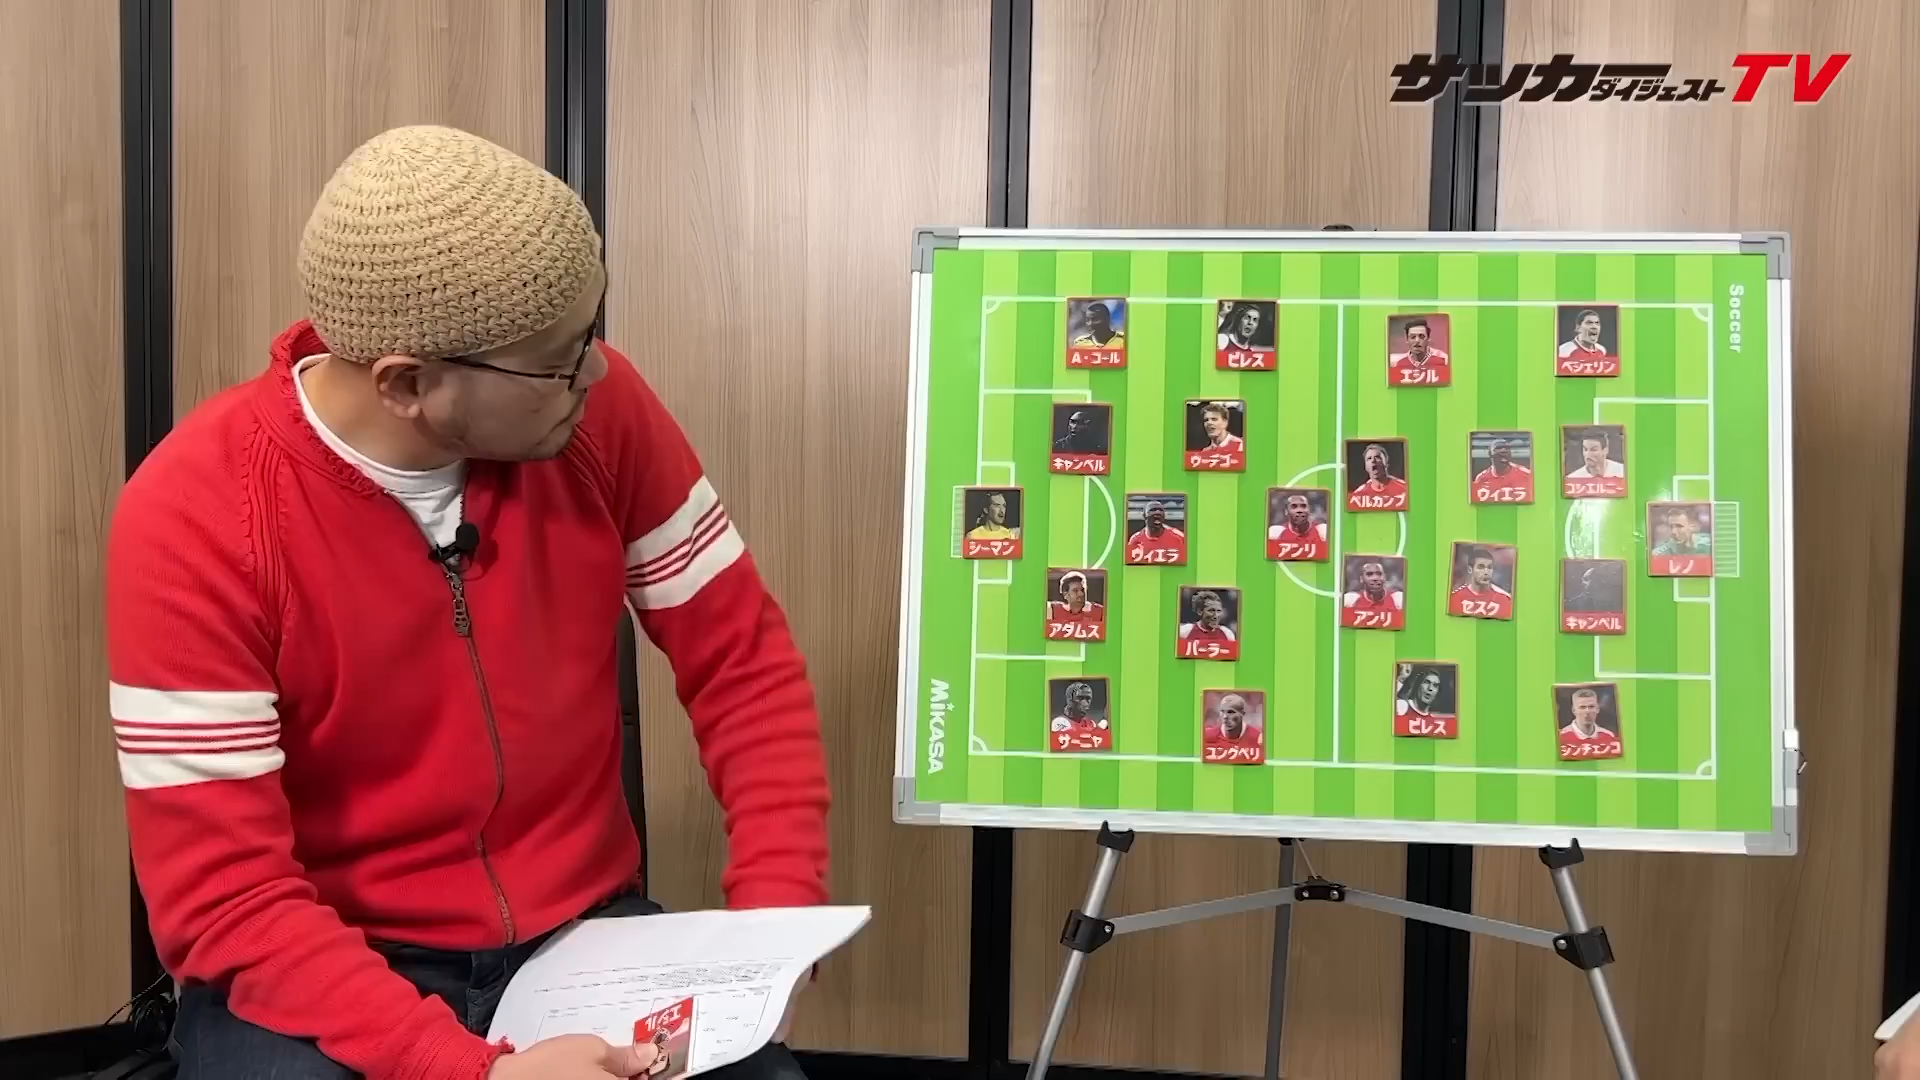 サッカーダイジェストTV
Soccer
A・コール
ピレス
エジル
ベジェリン
キャンベル
ウーデゴー
ベルカンプ
ヴィエラ
コシエルニー
シーマン
ヴィエラ
アンリ
レノ
アダムス
パーラー
アンリ
セスク
キャンベル
サーニャ
ユングベリ
ピレス
ジンチェンコ
MIKASA
エジル